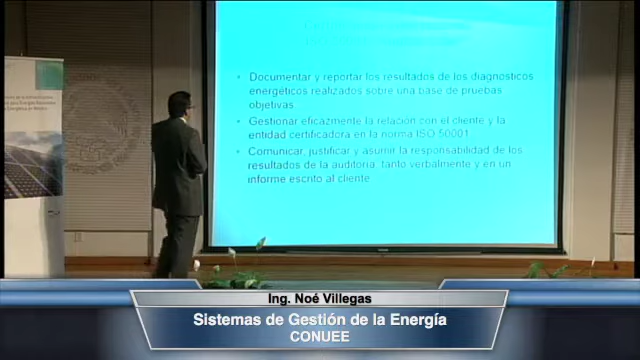 • Documentar y reportar los resultados de los diagnósticos
energéticos realizados sobre una base de pruebas
objetivas.
• Gestionar eficazmente la relación con el cliente y la
entidad certificadora en la norma ISO 50001.
• Comunicar, justificar y asumir la responsabilidad de los
resultados de la auditoría, tanto verbalmente y en un
informe escrito al cliente
Ing. Noé Villegas
Sistemas de Gestión de la Energía
CONUEE